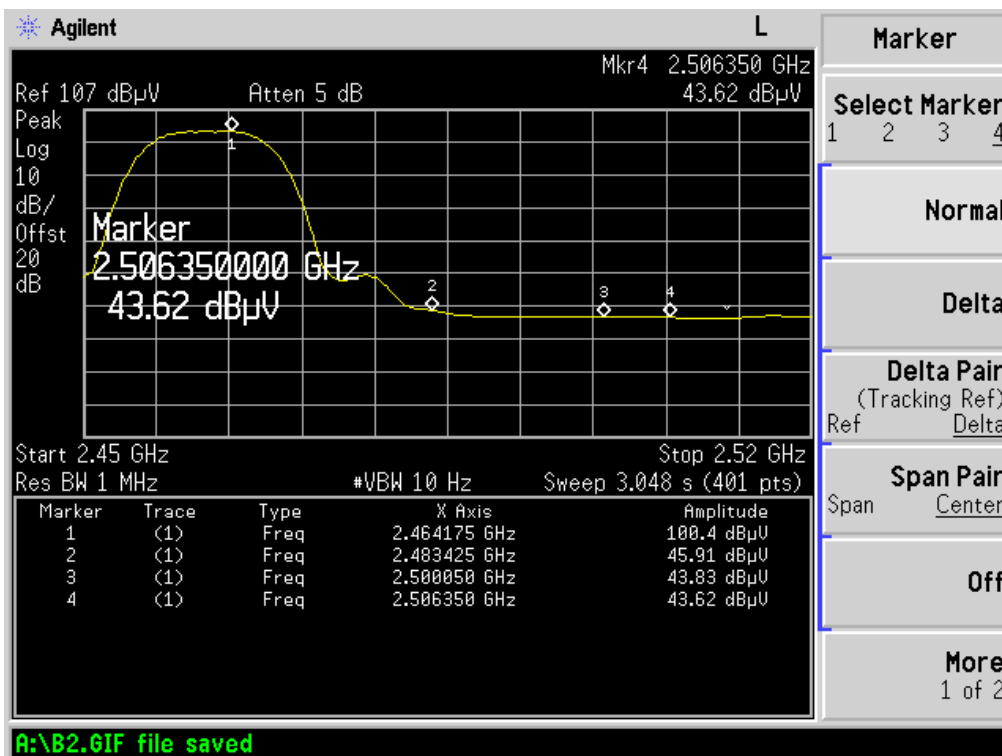 Agilent
L
Mkr4 2.506350 GHz
Ref 107 dBµV Atten 5 dB 43.62 dBµV
Peak
Log
10
dB/
Offst
20
dB
1
Marker
2.506350000 GHz
43.62 dBµV
2
3
4
Start 2.45 GHz Stop 2.52 GHz
Res BW 1 MHz #VBW 10 Hz Sweep 3.048 s (401 pts)
Marker Trace Type X Axis Amplitude
1 (1) Freq 2.464175 GHz 100.4 dBµV
2 (1) Freq 2.483425 GHz 45.91 dBµV
3 (1) Freq 2.500050 GHz 43.83 dBµV
4 (1) Freq 2.506350 GHz 43.62 dBµV
A:\B2.GIF file saved
Marker
Select Marker
1 2 3 4
Normal
Delta
Delta Pair
(Tracking Ref)
Ref Delta
Span Pair
Span Center
Off
More
1 of 2